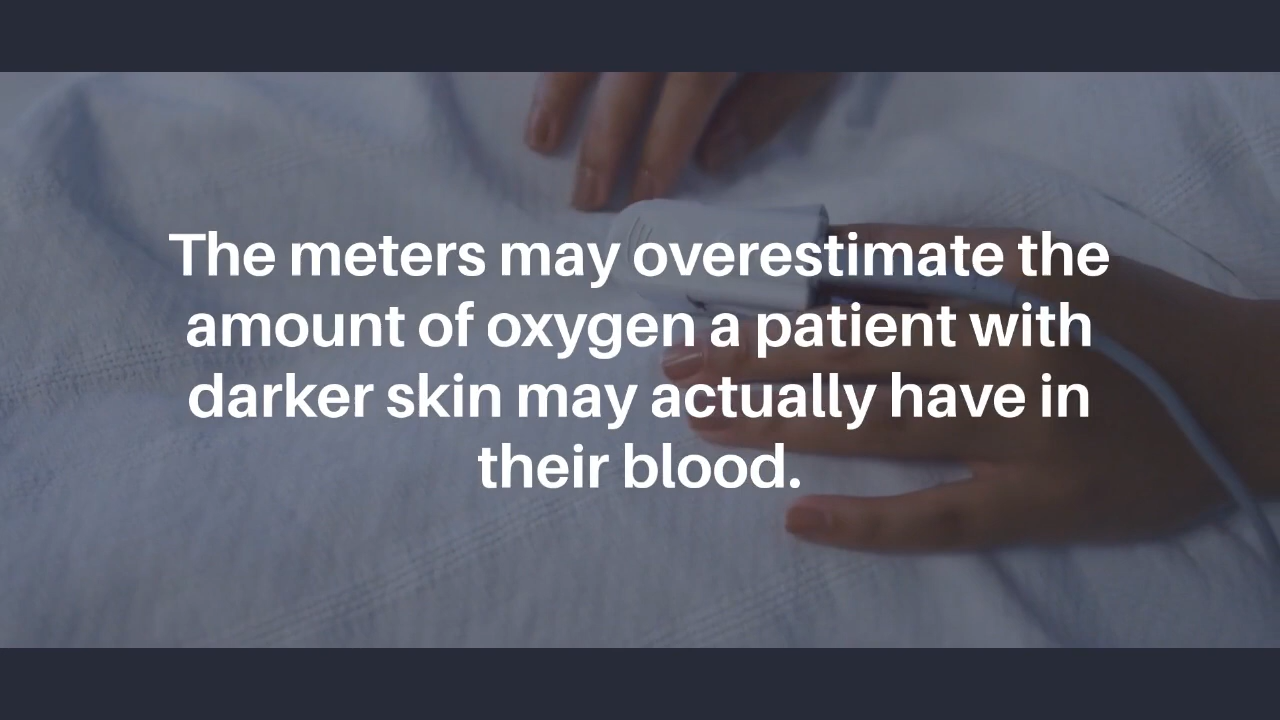 The meters may overestimate the
amount of oxygen a patient with
darker skin may actually have in
their blood.